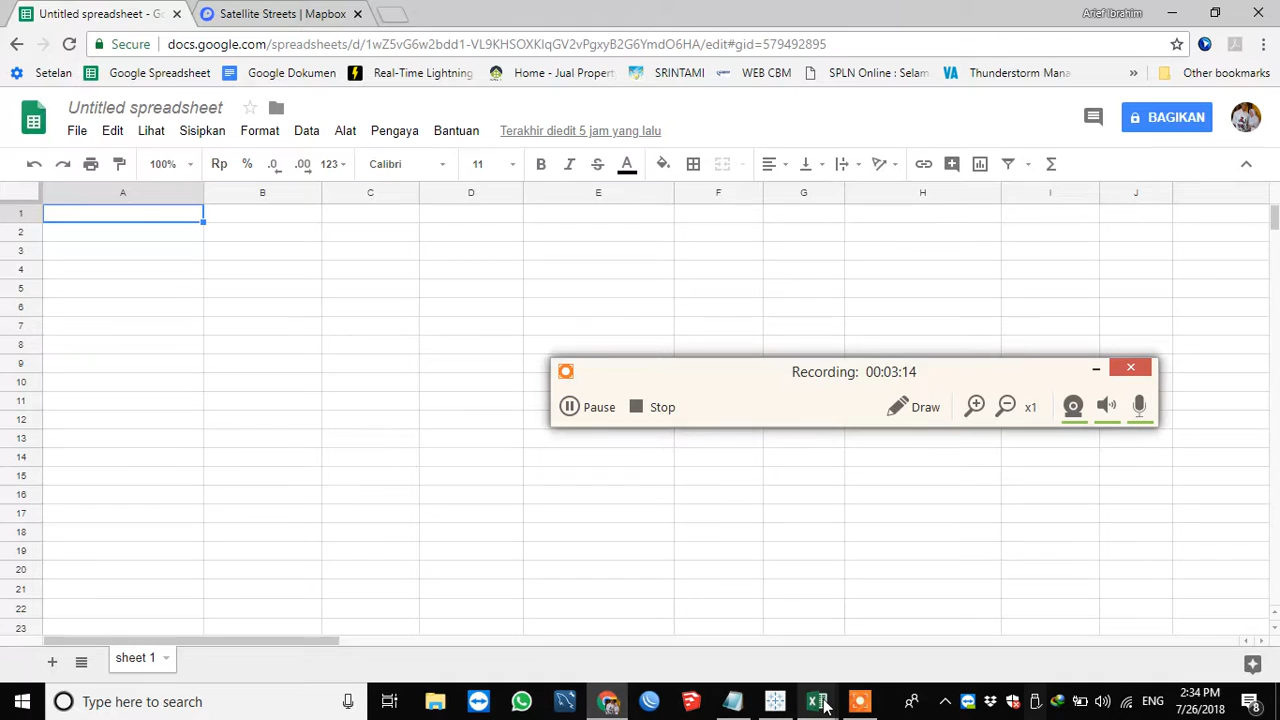 Untitled spreadsheet - Go
Satellite Streets | Mapbox
Arief Ibrahim
Secure
docs.google.com/spreadsheets/d/1wZ5vG6w2bdd1-VL9KHSOXKlqGV2vPgxyB2G6YmdO6HA/edit#gid=579492895
Setelan
Google Spreadsheet
Google Dokumen
Real-Time Lightning
Home - Jual Propert
SRINTAMI
WEB CBM
SPLN Online : Selam
VA Thunderstorm Mana
»
Other bookmarks
Untitled spreadsheet
File Edit Lihat Sisipkan Format Data Alat Pengaya Bantuan Terakhir diedit 5 jam yang lalu
BAGIKAN
100% Rp % .0 .00 123 Calibri 11 B I S A Σ
A B C D E F G H I J
1
2
3
4
5
6
7
8
9
10
11
12
13
14
15
16
17
18
19
20
21
22
23
Recording: 00:03:14
Pause Stop Draw x1
sheet 1
Type here to search
ENG
2:34 PM
7/26/2018
8